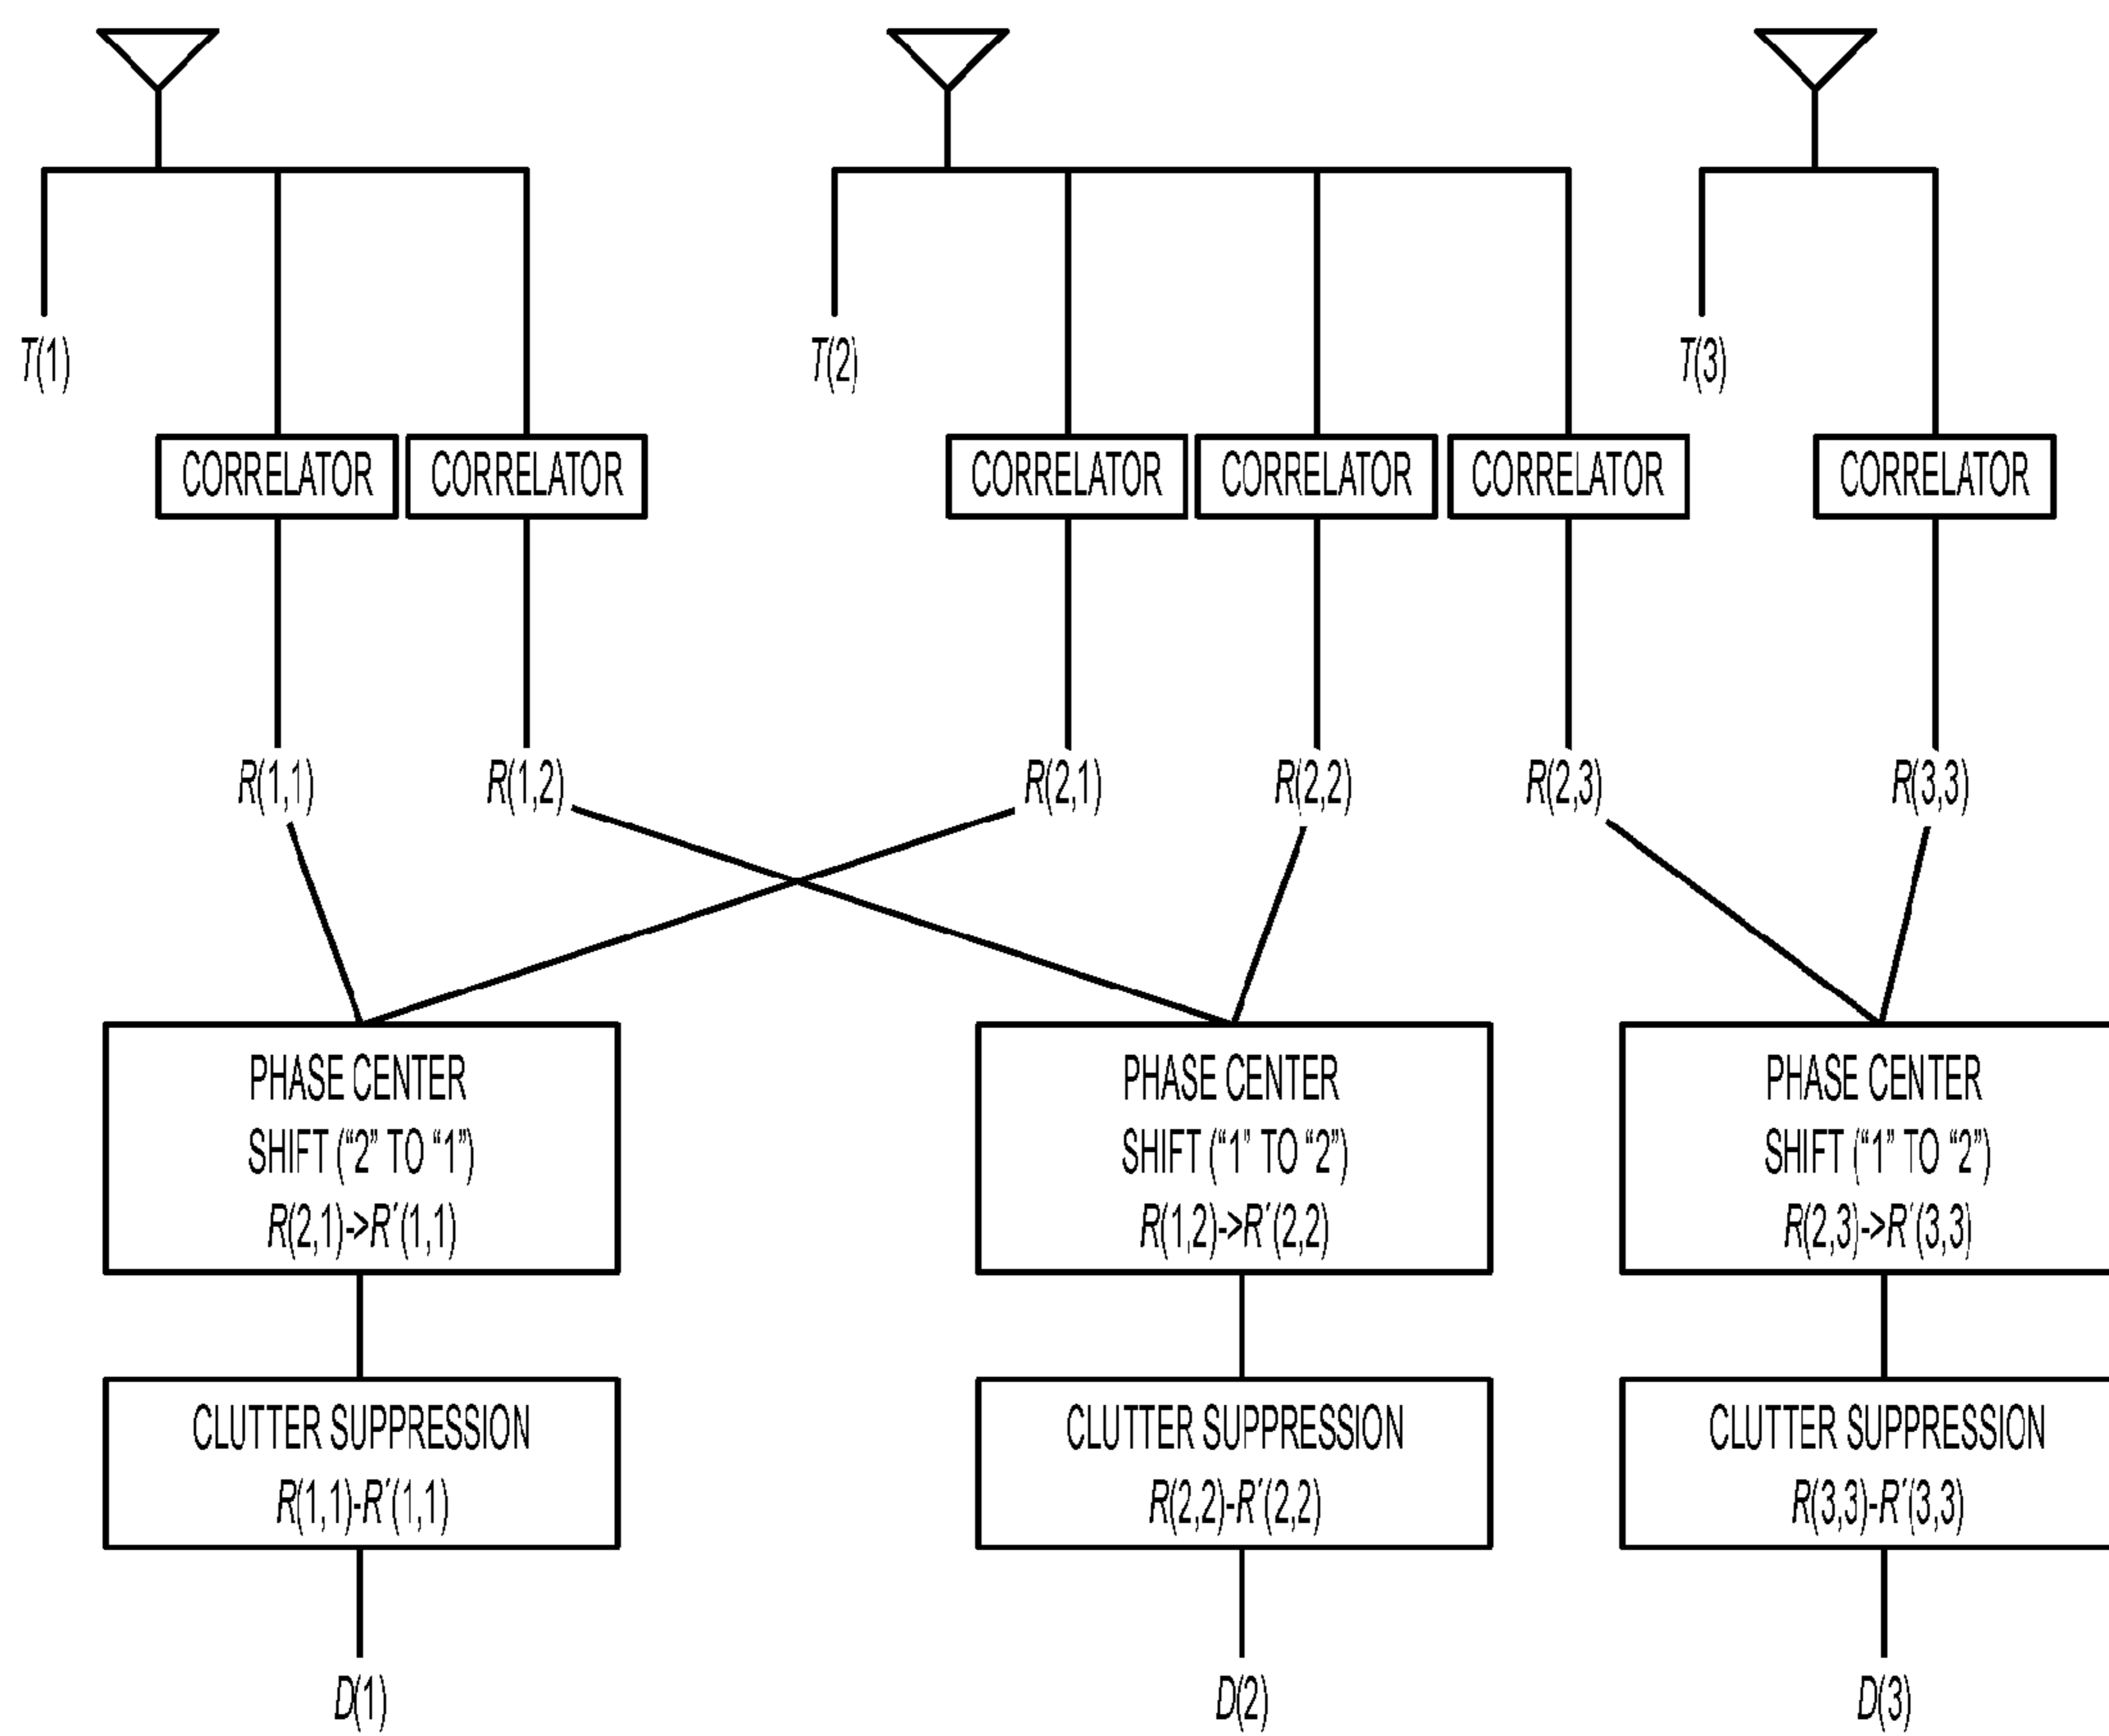 T(1)
T(2)
T(3)
CORRELATOR
CORRELATOR
CORRELATOR
CORRELATOR
CORRELATOR
CORRELATOR
R(1,1)
R(1,2)
R(2,1)
R(2,2)
R(2,3)
R(3,3)
PHASE CENTER
SHIFT (“2” TO “1”)
R(2,1)->R´(1,1)
PHASE CENTER
SHIFT (“1” TO “2”)
R(1,2)->R´(2,2)
PHASE CENTER
SHIFT (“1” TO “2”)
R(2,3)->R´(3,3)
CLUTTER SUPPRESSION
R(1,1)-R´(1,1)
CLUTTER SUPPRESSION
R(2,2)-R´(2,2)
CLUTTER SUPPRESSION
R(3,3)-R´(3,3)
D(1)
D(2)
D(3)